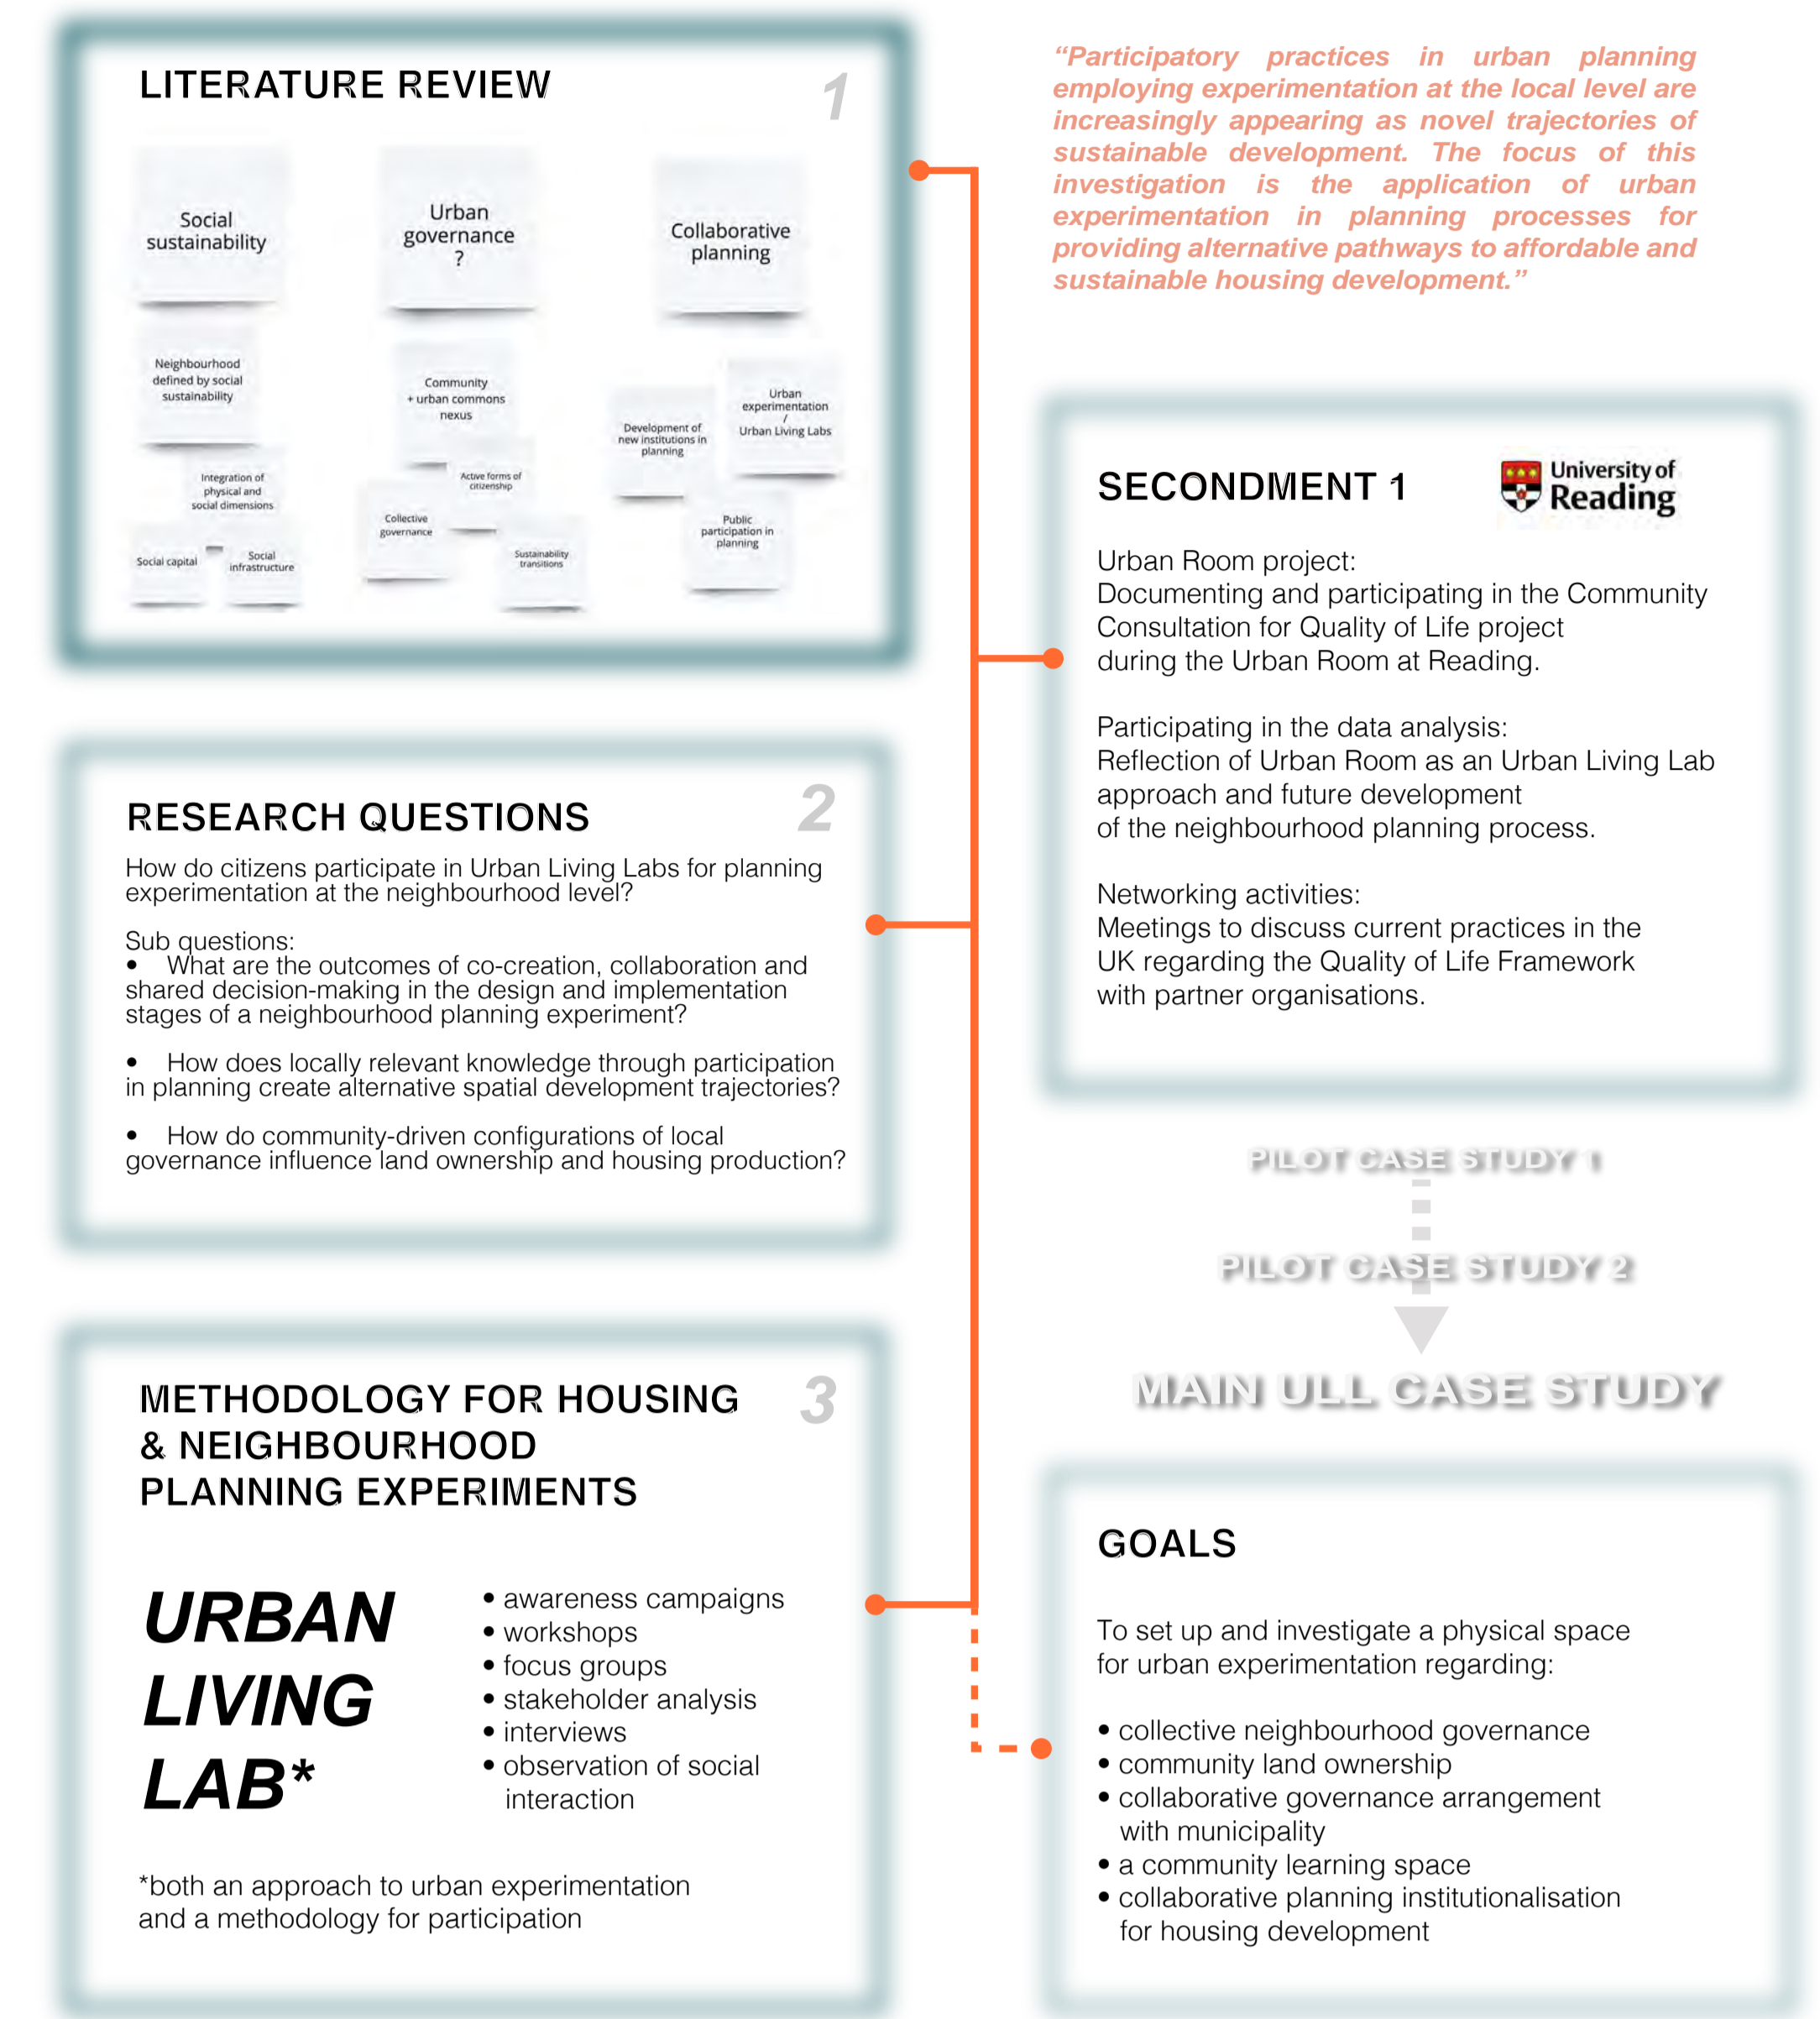 LITERATURE REVIEW
1
Social
sustainability
Urban
governance
?
Collaborative
planning
Neighbourhood
defined by social
sustainability
Community
+ urban commons
nexus
Development of
new institutions in
planning
Urban
experimentation
/
Urban Living Labs
Integration of
physical and
social dimensions
Active forms of
citizenship
Collective
governance
Public
participation in
planning
Social capital
Social
infrastructure
Sustainability
transitions
“Participatory practices in urban planning
employing experimentation at the local level are
increasingly appearing as novel trajectories of
sustainable development. The focus of this
investigation is the application of urban
experimentation in planning processes for
providing alternative pathways to affordable and
sustainable housing development.”
RESEARCH QUESTIONS
2
How do citizens participate in Urban Living Labs for planning
experimentation at the neighbourhood level?
Sub questions:
• What are the outcomes of co-creation, collaboration and
shared decision-making in the design and implementation
stages of a neighbourhood planning experiment?
• How does locally relevant knowledge through participation
in planning create alternative spatial development trajectories?
• How do community-driven configurations of local
governance influence land ownership and housing production?
SECONDMENT 1
University of
Reading
Urban Room project:
Documenting and participating in the Community
Consultation for Quality of Life project
during the Urban Room at Reading.
Participating in the data analysis:
Reflection of Urban Room as an Urban Living Lab
approach and future development
of the neighbourhood planning process.
Networking activities:
Meetings to discuss current practices in the
UK regarding the Quality of Life Framework
with partner organisations.
PILOT CASE STUDY 1
PILOT CASE STUDY 2
MAIN ULL CASE STUDY
METHODOLOGY FOR HOUSING
& NEIGHBOURHOOD
PLANNING EXPERIMENTS
3
URBAN
LIVING
LAB*
• awareness campaigns
• workshops
• focus groups
• stakeholder analysis
• interviews
• observation of social
interaction
*both an approach to urban experimentation
and a methodology for participation
GOALS
To set up and investigate a physical space
for urban experimentation regarding:
• collective neighbourhood governance
• community land ownership
• collaborative governance arrangement
with municipality
• a community learning space
• collaborative planning institutionalisation
for housing development